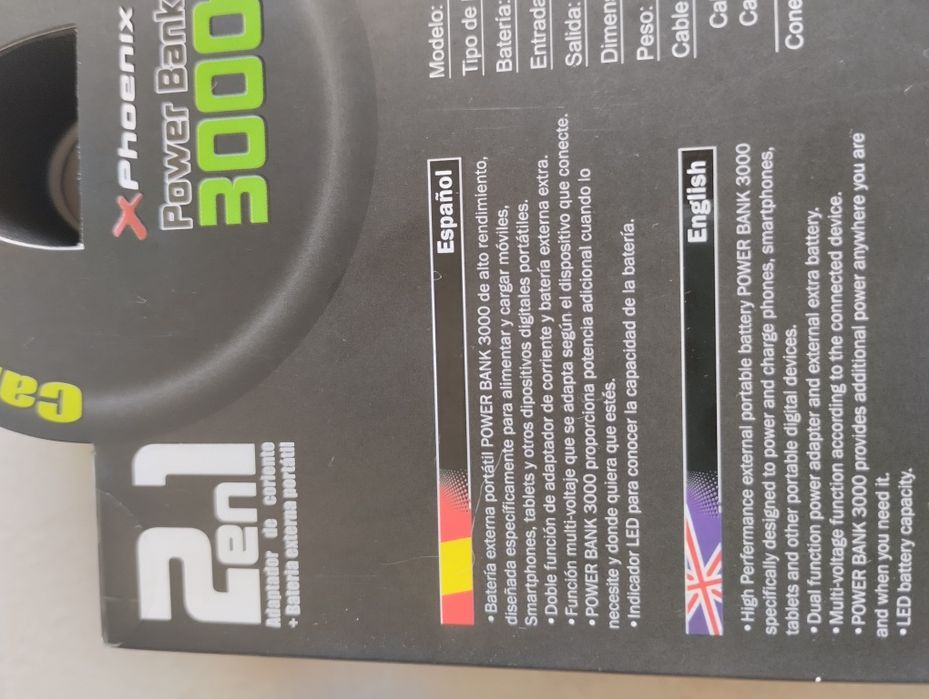 Ca
Phoenix
Power Bank
3000
2en1
Adaptador de coriente
+ Batería externa portátil
Español
• Batería externa portátil POWER BANK 3000 de alto rendimiento,
diseñada específicamente para alimentar y cargar móviles,
Smartphones, tablets y otros dipositivos digitales portátiles.
• Doble función de adaptador de corriente y batería externa extra.
• Función multi-voltaje que se adapta según el dispositivo que conecte.
• POWER BANK 3000 proporciona potencia adicional cuando lo
necesite y donde quiera que estés.
• Indicador LED para conocer la capacidad de la batería.
English
• High Perfermance external portable battery POWER BANK 3000
specifically designed to power and charge phones, smartphones,
tablets and other portable digital devices.
• Dual function power adapter and external extra battery.
• Multi-voltage function according to the connected device.
• POWER BANK 3000 provides additional power anywhere you are
and when you need it.
• LED battery capacity.
Modelo:
Tipo de
Batería:
Entrada
Salida:
Dimen
Peso:
Cable
Ca
Ca
Cone